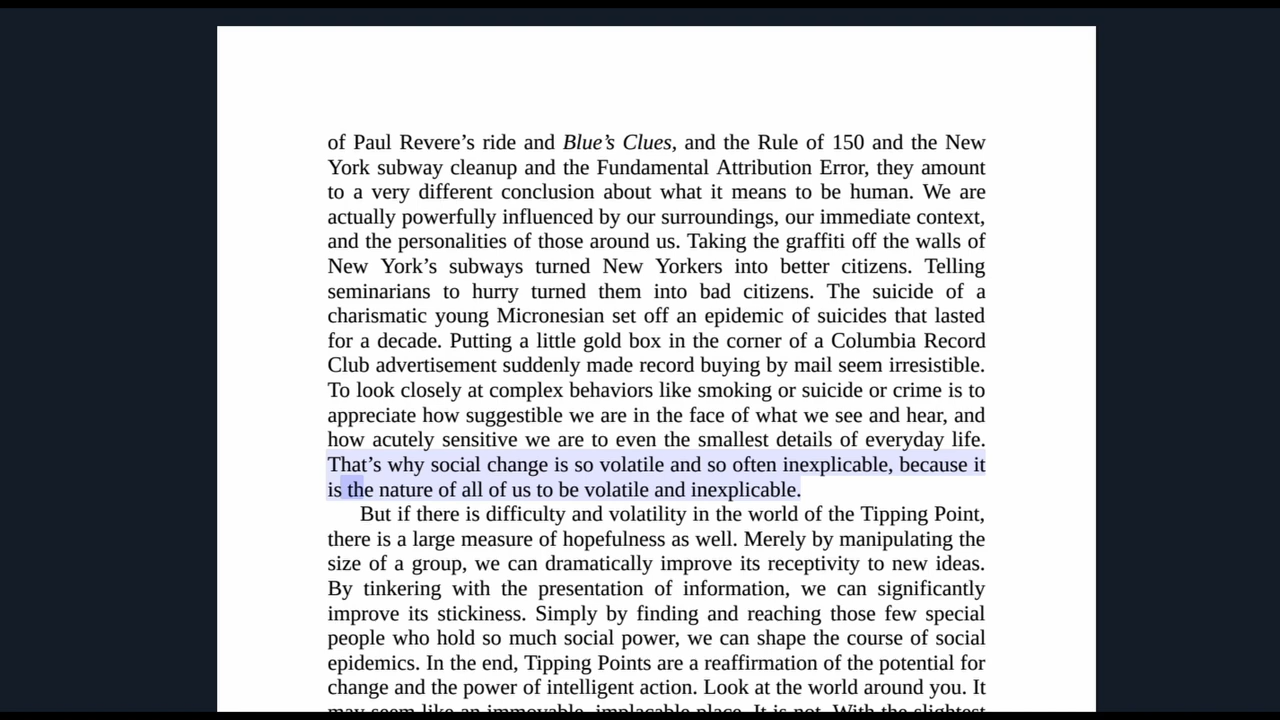 of Paul Revere’s ride and Blue’s Clues, and the Rule of 150 and the New
York subway cleanup and the Fundamental Attribution Error, they amount
to a very different conclusion about what it means to be human. We are
actually powerfully influenced by our surroundings, our immediate context,
and the personalities of those around us. Taking the graffiti off the walls of
New York’s subways turned New Yorkers into better citizens. Telling
seminarians to hurry turned them into bad citizens. The suicide of a
charismatic young Micronesian set off an epidemic of suicides that lasted
for a decade. Putting a little gold box in the corner of a Columbia Record
Club advertisement suddenly made record buying by mail seem irresistible.
To look closely at complex behaviors like smoking or suicide or crime is to
appreciate how suggestible we are in the face of what we see and hear, and
how acutely sensitive we are to even the smallest details of everyday life.
That’s why social change is so volatile and so often inexplicable, because it
is the nature of all of us to be volatile and inexplicable.
But if there is difficulty and volatility in the world of the Tipping Point,
there is a large measure of hopefulness as well. Merely by manipulating the
size of a group, we can dramatically improve its receptivity to new ideas.
By tinkering with the presentation of information, we can significantly
improve its stickiness. Simply by finding and reaching those few special
people who hold so much social power, we can shape the course of social
epidemics. In the end, Tipping Points are a reaffirmation of the potential for
change and the power of intelligent action. Look at the world around you. It
may seem like an immovable, implacable place. It is not. With the slightest